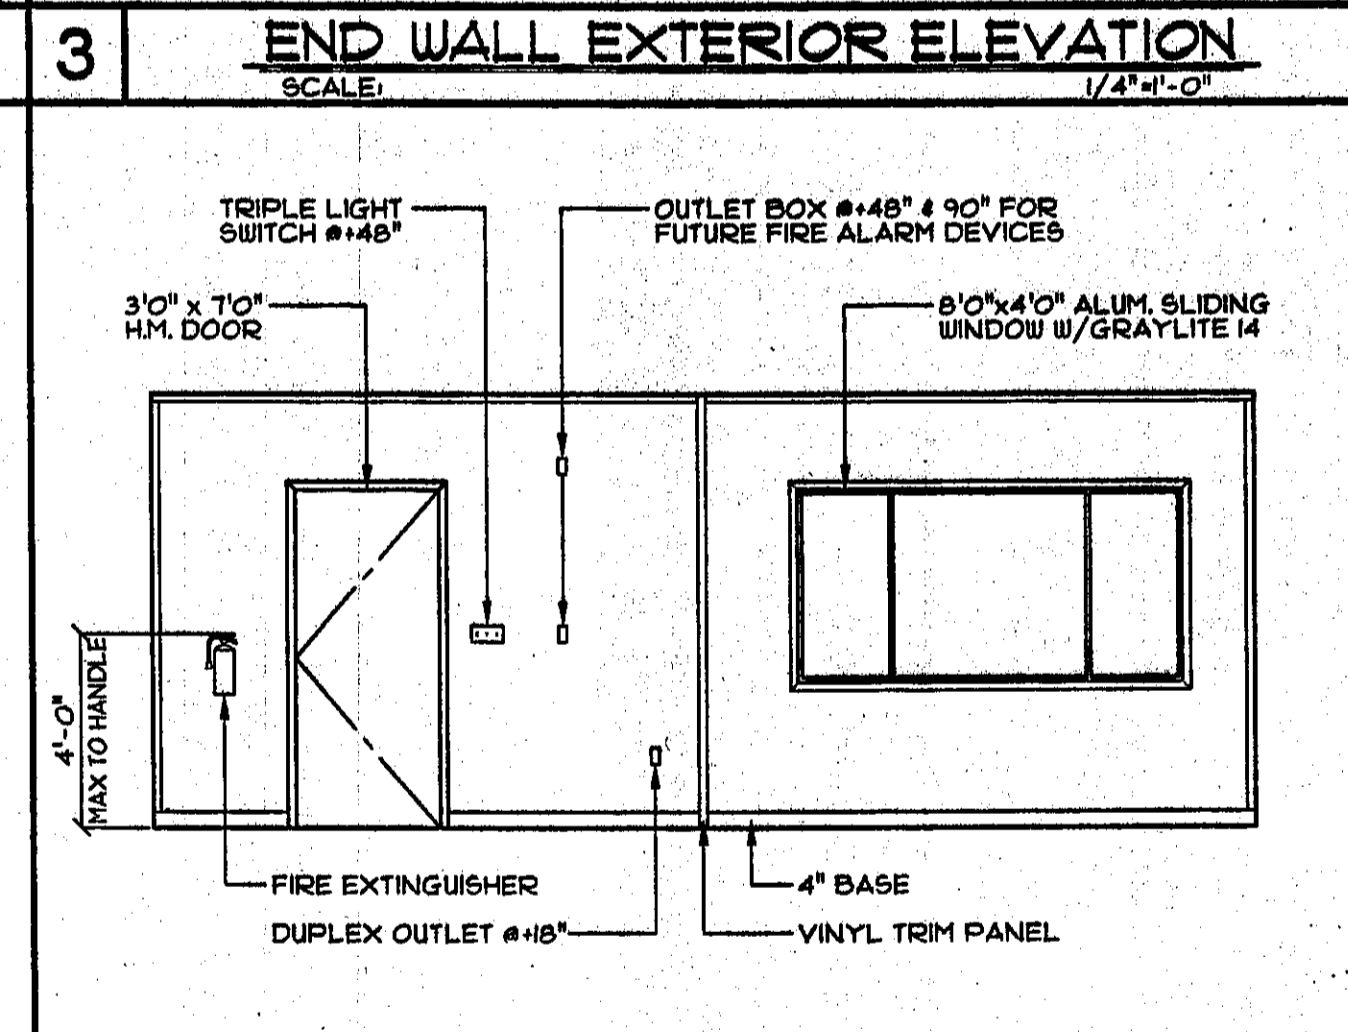 3
END WALL EXTERIOR ELEVATION
SCALE: 1/4"=1'-0"
TRIPLE LIGHT
SWITCH @+48"
OUTLET BOX @+48" & 90" FOR
FUTURE FIRE ALARM DEVICES
3'0" x 7'0"
H.M. DOOR
8'0"x4'0" ALUM. SLIDING
WINDOW W/GRAYLITE 14
4'-0"
MAX TO HANDLE
FIRE EXTINGUISHER
4" BASE
DUPLEX OUTLET @+18"
VINYL TRIM PANEL